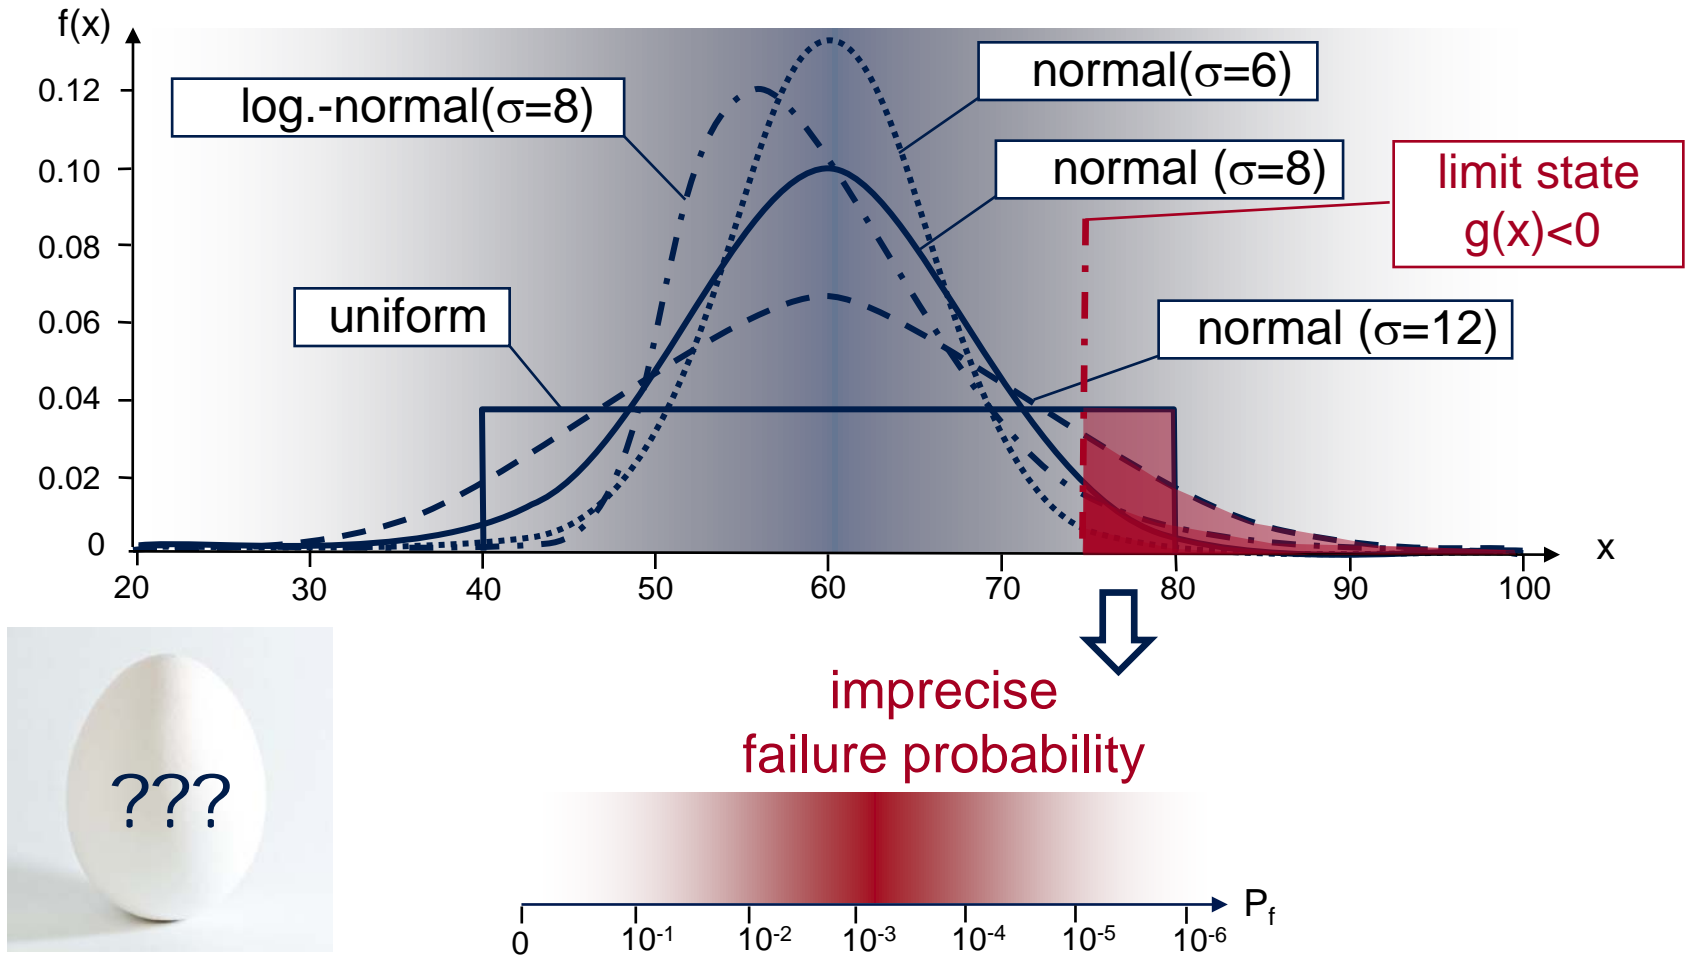 f(x)
0.12
0.10
0.08
0.06
0.04
0.02
0
log.-normal(σ=8)
normal(σ=6)
normal (σ=8)
limit state
g(x)<0
uniform
normal (σ=12)
20 30 40 50 60 70 80 90 100
x
imprecise
failure probability
???
0 10⁻¹ 10⁻² 10⁻³ 10⁻⁴ 10⁻⁵ 10⁻⁶
P_f